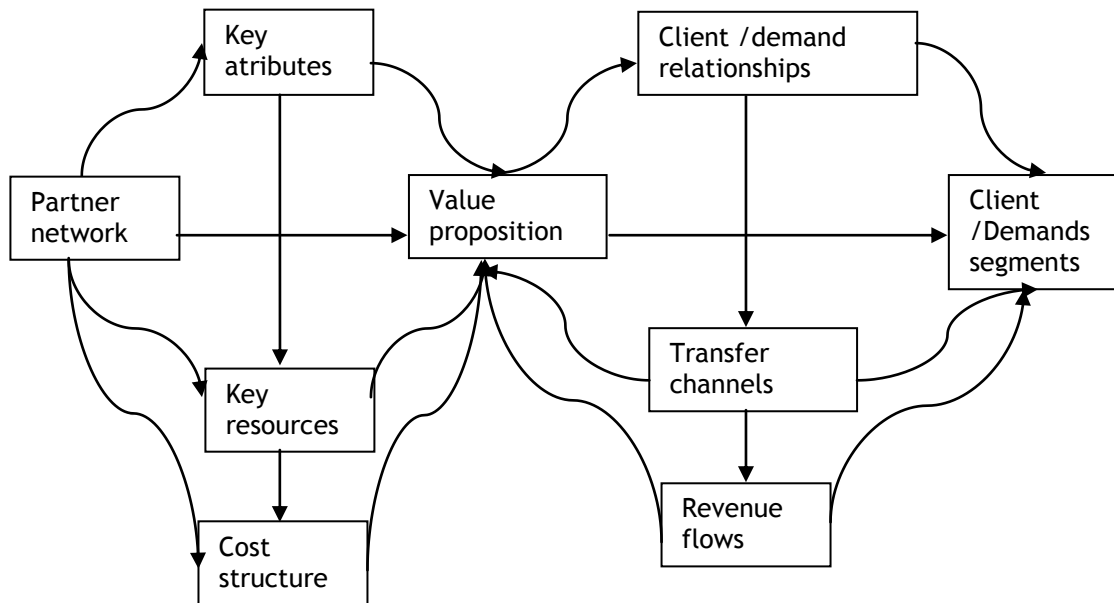 Key
atributes
Client /demand
relationships
Partner
network
Value
proposition
Client
/Demands
segments
Transfer
channels
Key
resources
Revenue
flows
Cost
structure